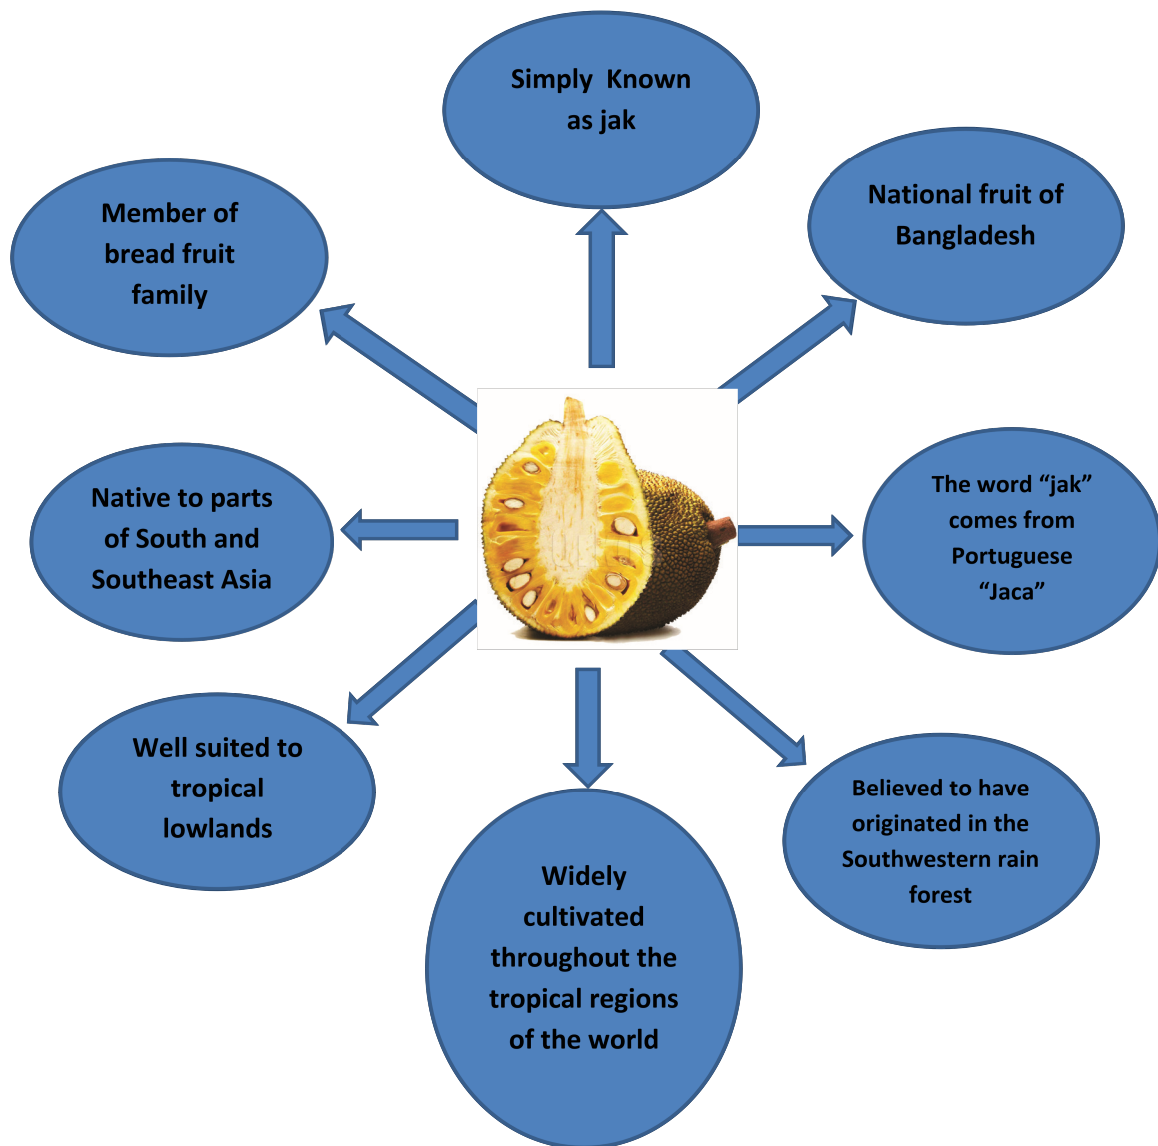 Simply Known
as jak
National fruit of
Bangladesh
Member of
bread fruit
family
The word “jak”
comes from
Portuguese
“Jaca”
Native to parts
of South and
Southeast Asia
Well suited to
tropical
lowlands
Believed to have
originated in the
Southwestern rain
forest
Widely
cultivated
throughout the
tropical regions
of the world